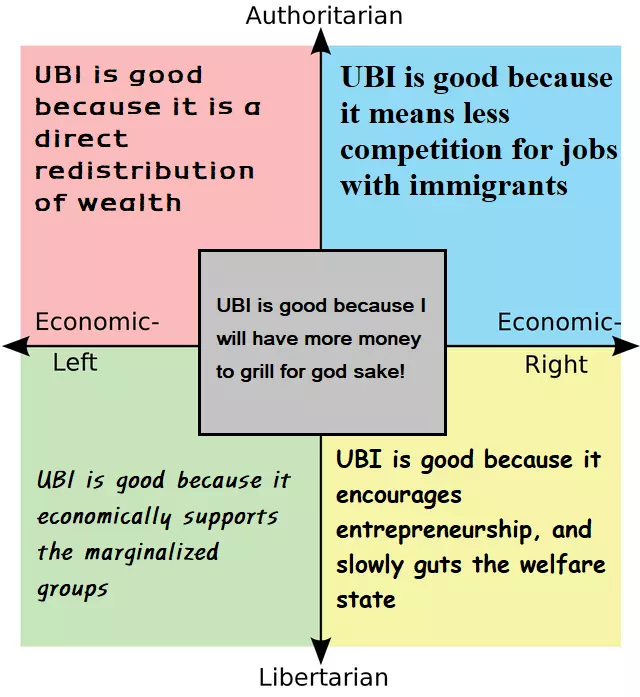 Authoritarian
UBI is good
because it is a
direct
redistribution
of wealth
UBI is good because
it means less
competition for jobs
with immigrants
UBI is good because I
will have more money
to grill for god sake!
Economic-
Left
Economic-
Right
UBI is good because it
economically supports
the marginalized
groups
UBI is good because it
encourages
entrepreneurship, and
slowly guts the welfare
state
Libertarian